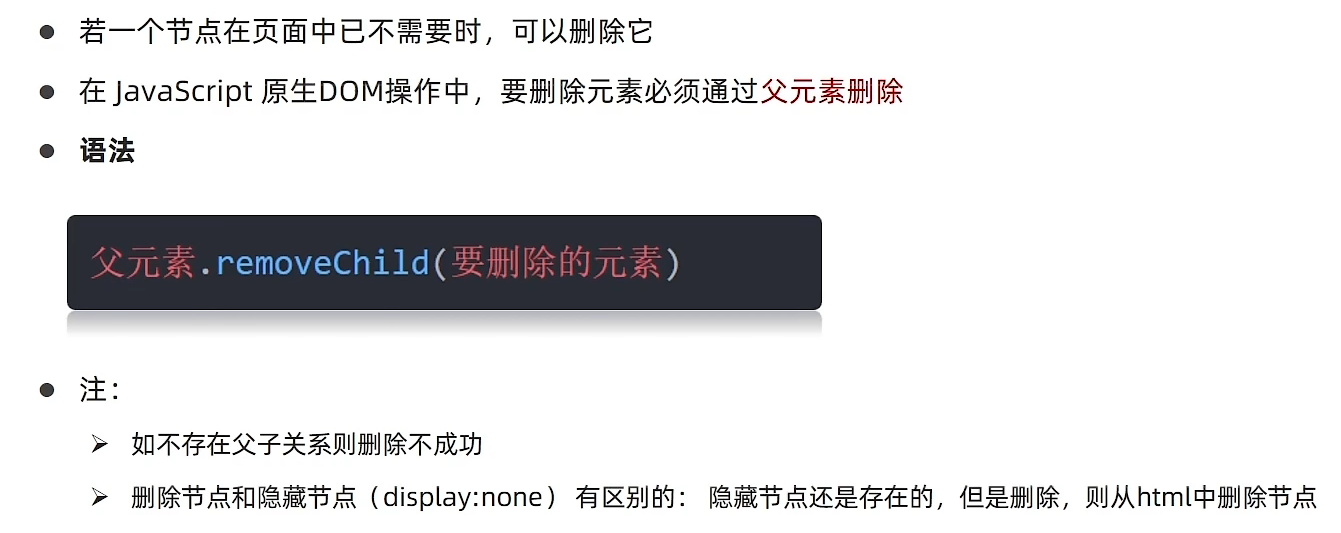 若一个节点在页面中已不需要时，可以删除它
在 JavaScript 原生DOM操作中，要删除元素必须通过父元素删除
语法
父元素.removeChild(要删除的元素)
注：
如不存在父子关系则删除不成功
删除节点和隐藏节点（display:none） 有区别的： 隐藏节点还是存在的，但是删除，则从html中删除节点